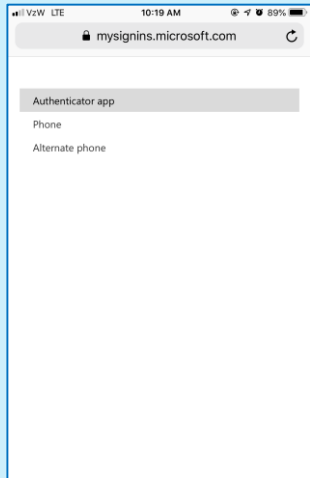 VzW LTE 10:19 AM 89%
mysignins.microsoft.com
Authenticator app
Phone
Alternate phone